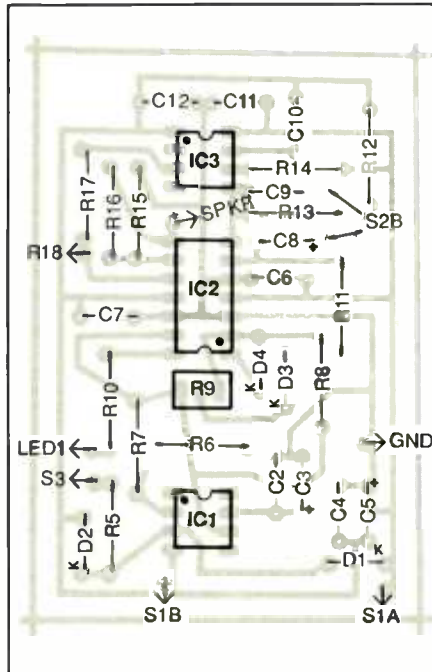 C12
C11
C10
IC3
R12
R14
R17
R16
R15
C9
SPKR
R13
S2B
R18
C8
+
IC2
C6
R11
C7
K
D4
D3
K
R8
R9
R10
R7
R6
GND
LED1
S3
C2
C3
+
C4
C5
+
D2
K
R5
IC1
D1
K
S1B
S1A